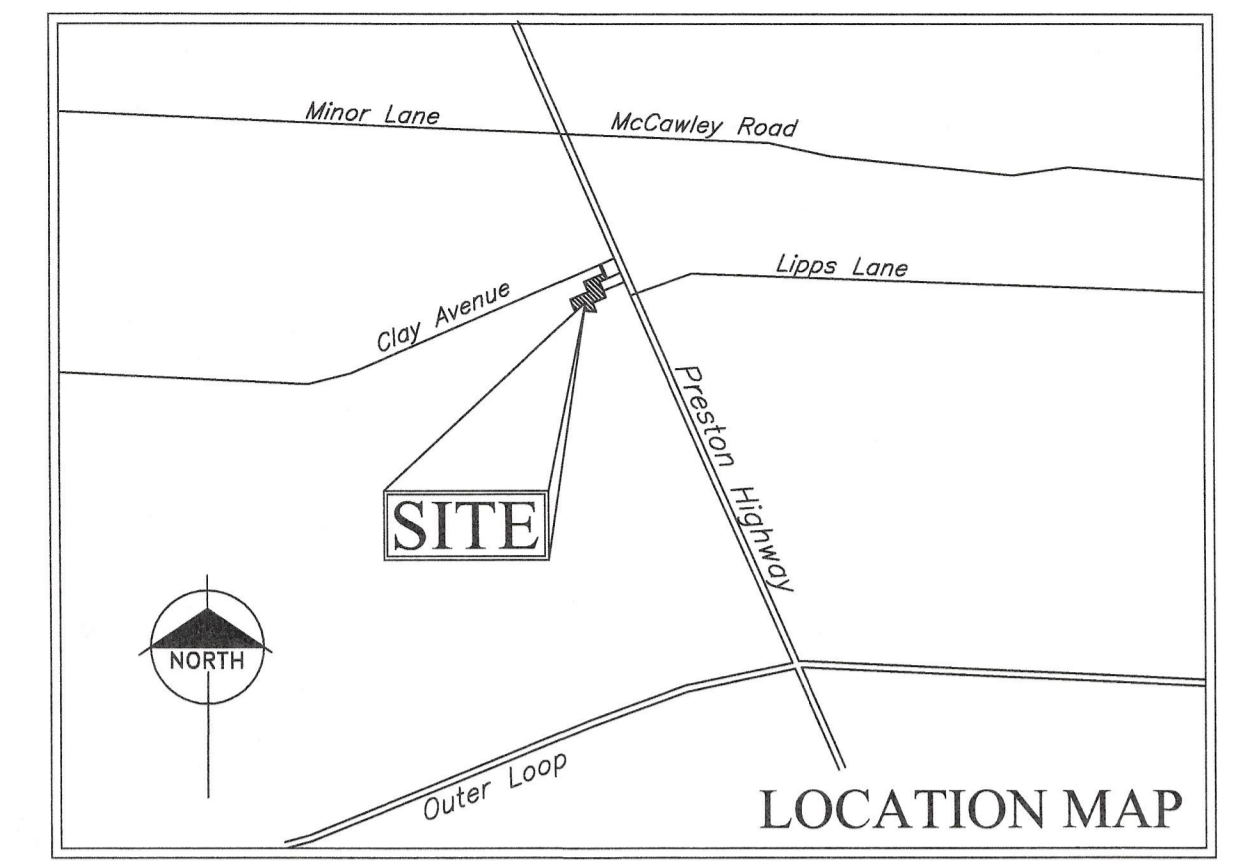 Minor Lane
McCawley Road
Lipps Lane
Clay Avenue
Preston Highway
SITE
NORTH
Outer Loop
LOCATION MAP